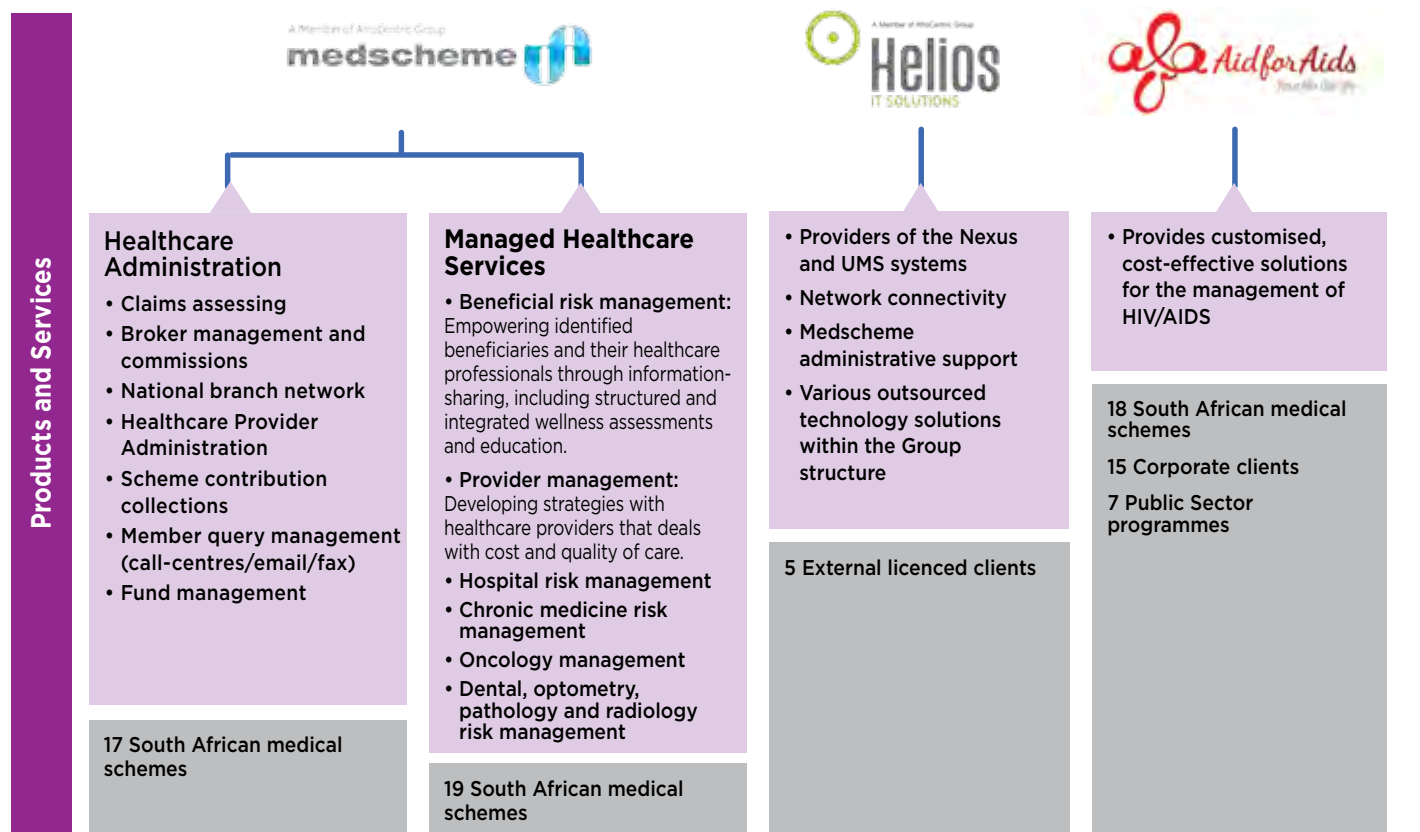 Products and Services
A Member of AfroCentric Group
medscheme
A Member of AfroCentric Group
Helios
IT SOLUTIONS
afa AidforAids
Healthcare
Administration
• Claims assessing
• Broker management and
commissions
• National branch network
• Healthcare Provider
Administration
• Scheme contribution
collections
• Member query management
(call-centres/email/fax)
• Fund management
17 South African medical
schemes
Managed Healthcare
Services
• Beneficial risk management:
Empowering identified
beneficiaries and their healthcare
professionals through information-
sharing, including structured and
integrated wellness assessments
and education.
• Provider management:
Developing strategies with
healthcare providers that deals
with cost and quality of care.
• Hospital risk management
• Chronic medicine risk
management
• Oncology management
• Dental, optometry,
pathology and radiology
risk management
19 South African medical
schemes
• Providers of the Nexus
and UMS systems
• Network connectivity
• Medscheme
administrative support
• Various outsourced
technology solutions
within the Group
structure
5 External licenced clients
• Provides customised,
cost-effective solutions
for the management of
HIV/AIDS
18 South African medical
schemes
15 Corporate clients
7 Public Sector
programmes